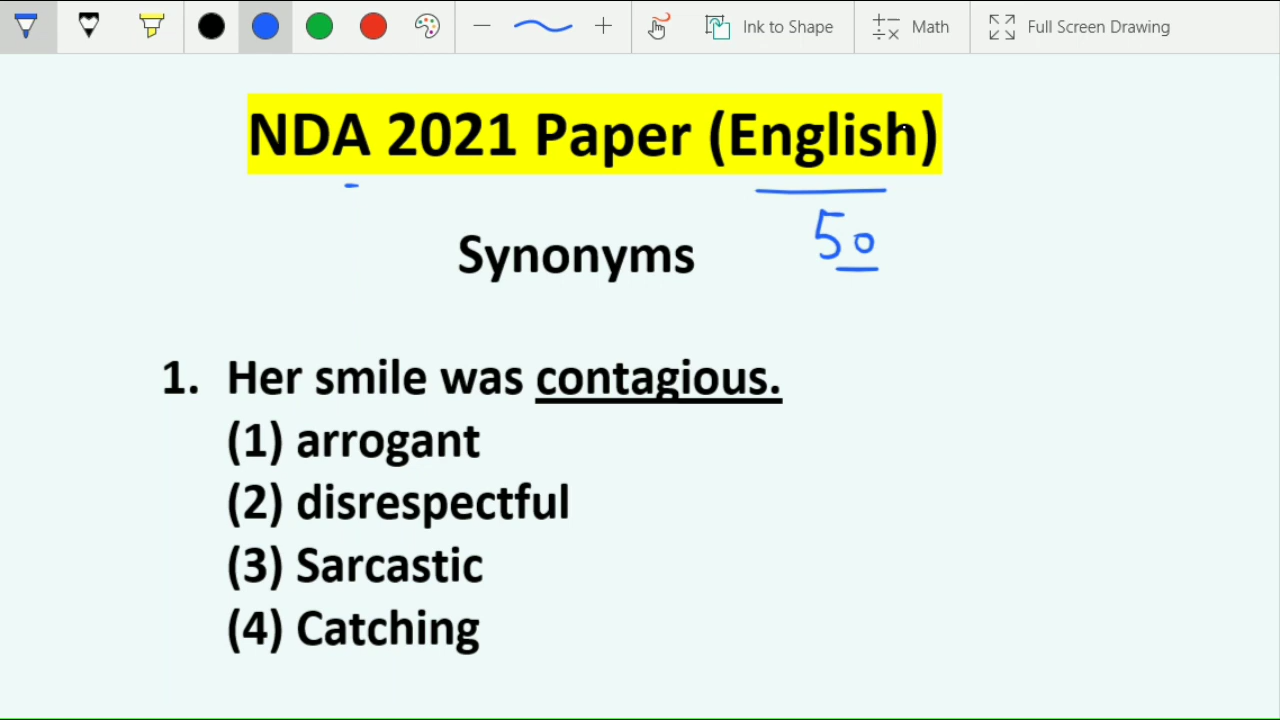 Ink to Shape Math Full Screen Drawing
NDA 2021 Paper (English)
50
Synonyms
1. Her smile was contagious.
(1) arrogant
(2) disrespectful
(3) Sarcastic
(4) Catching